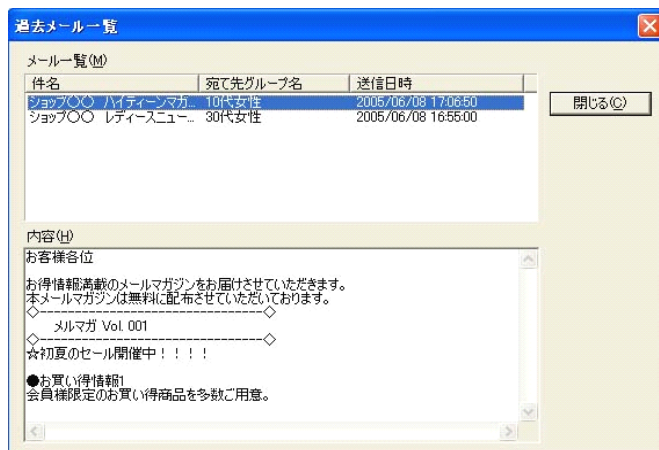 過去メール一覧
メール一覧(M)
件名 宛て先グループ名 送信日時
ショップ〇〇 ハイティーンマガ... 10代女性 2005/06/08 17:06:50
ショップ〇〇 レディースニュー... 30代女性 2005/06/08 16:55:00
閉じる(C)
内容(H)
お客様各位
お得情報満載のメールマガジンをお届けさせていただきます。
本メールマガジンは無料に配布させていただいております。
◇-----------------------------------◇
メルマガ Vol. 001
◇-----------------------------------◇
☆初夏のセール開催中！！！！
●お買い得情報1
会員様限定のお買い得商品を多数ご用意。